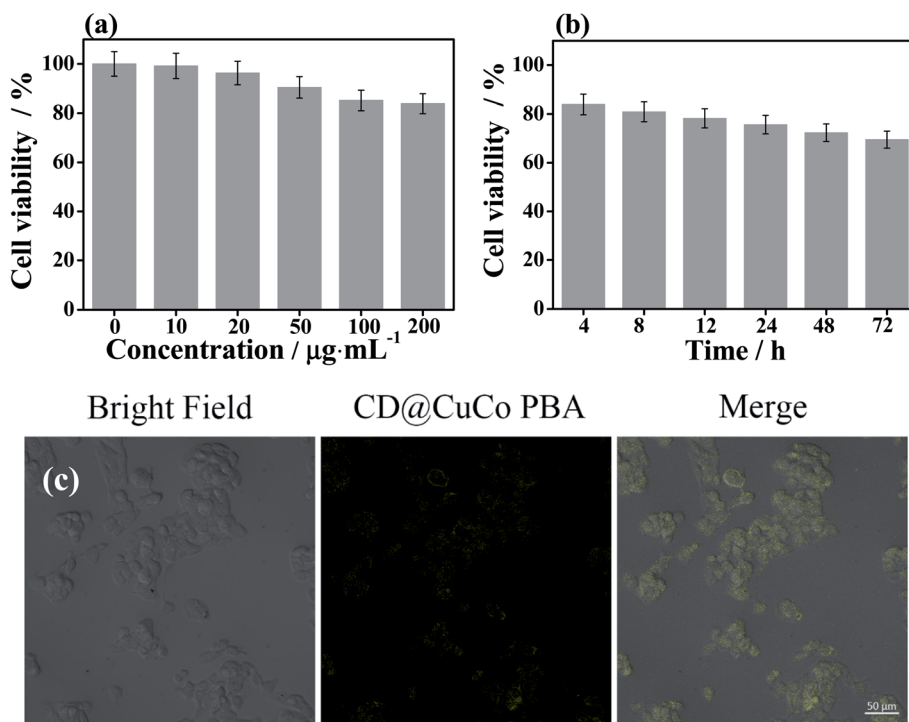 (a)
Cell viability / %
100
80
60
40
20
0
0 10 20 50 100 200
Concentration / μg·mL⁻¹
(b)
Cell viability / %
100
80
60
40
20
0
4 8 12 24 48 72
Time / h
Bright Field CD@CuCo PBA Merge
(c)
50 μm